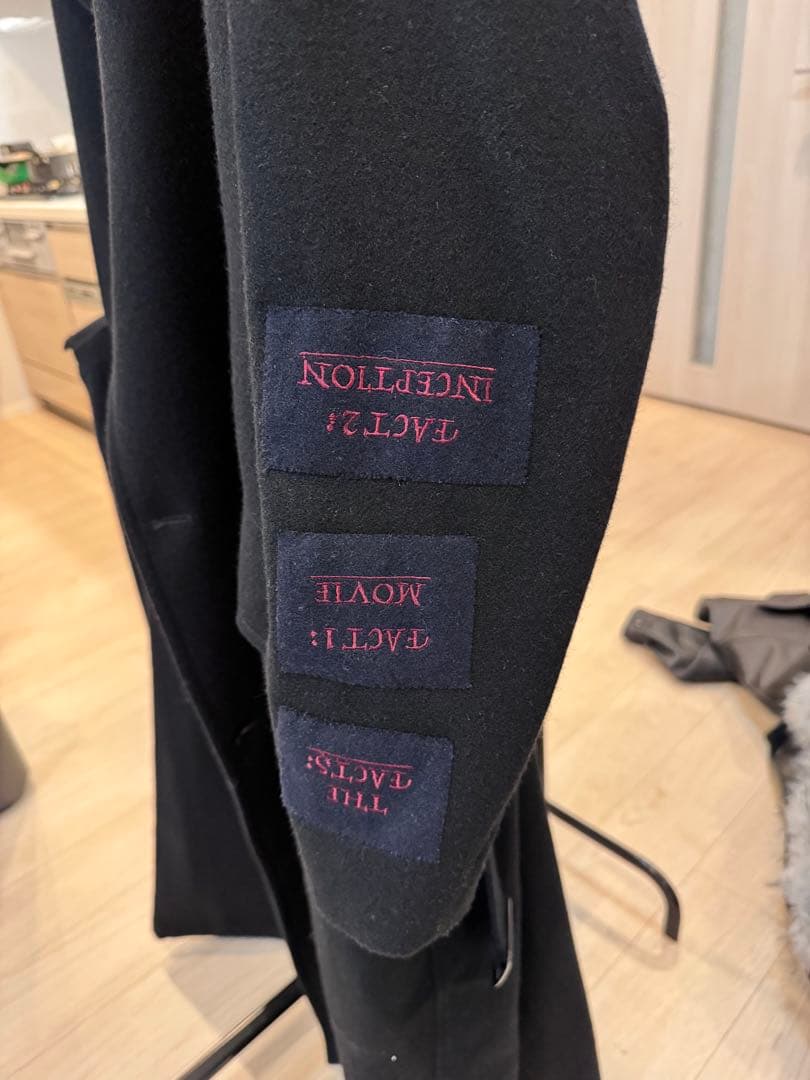 THE
FACTS:
FACT 1:
MOVIE
FACT 2:
INCEPTION